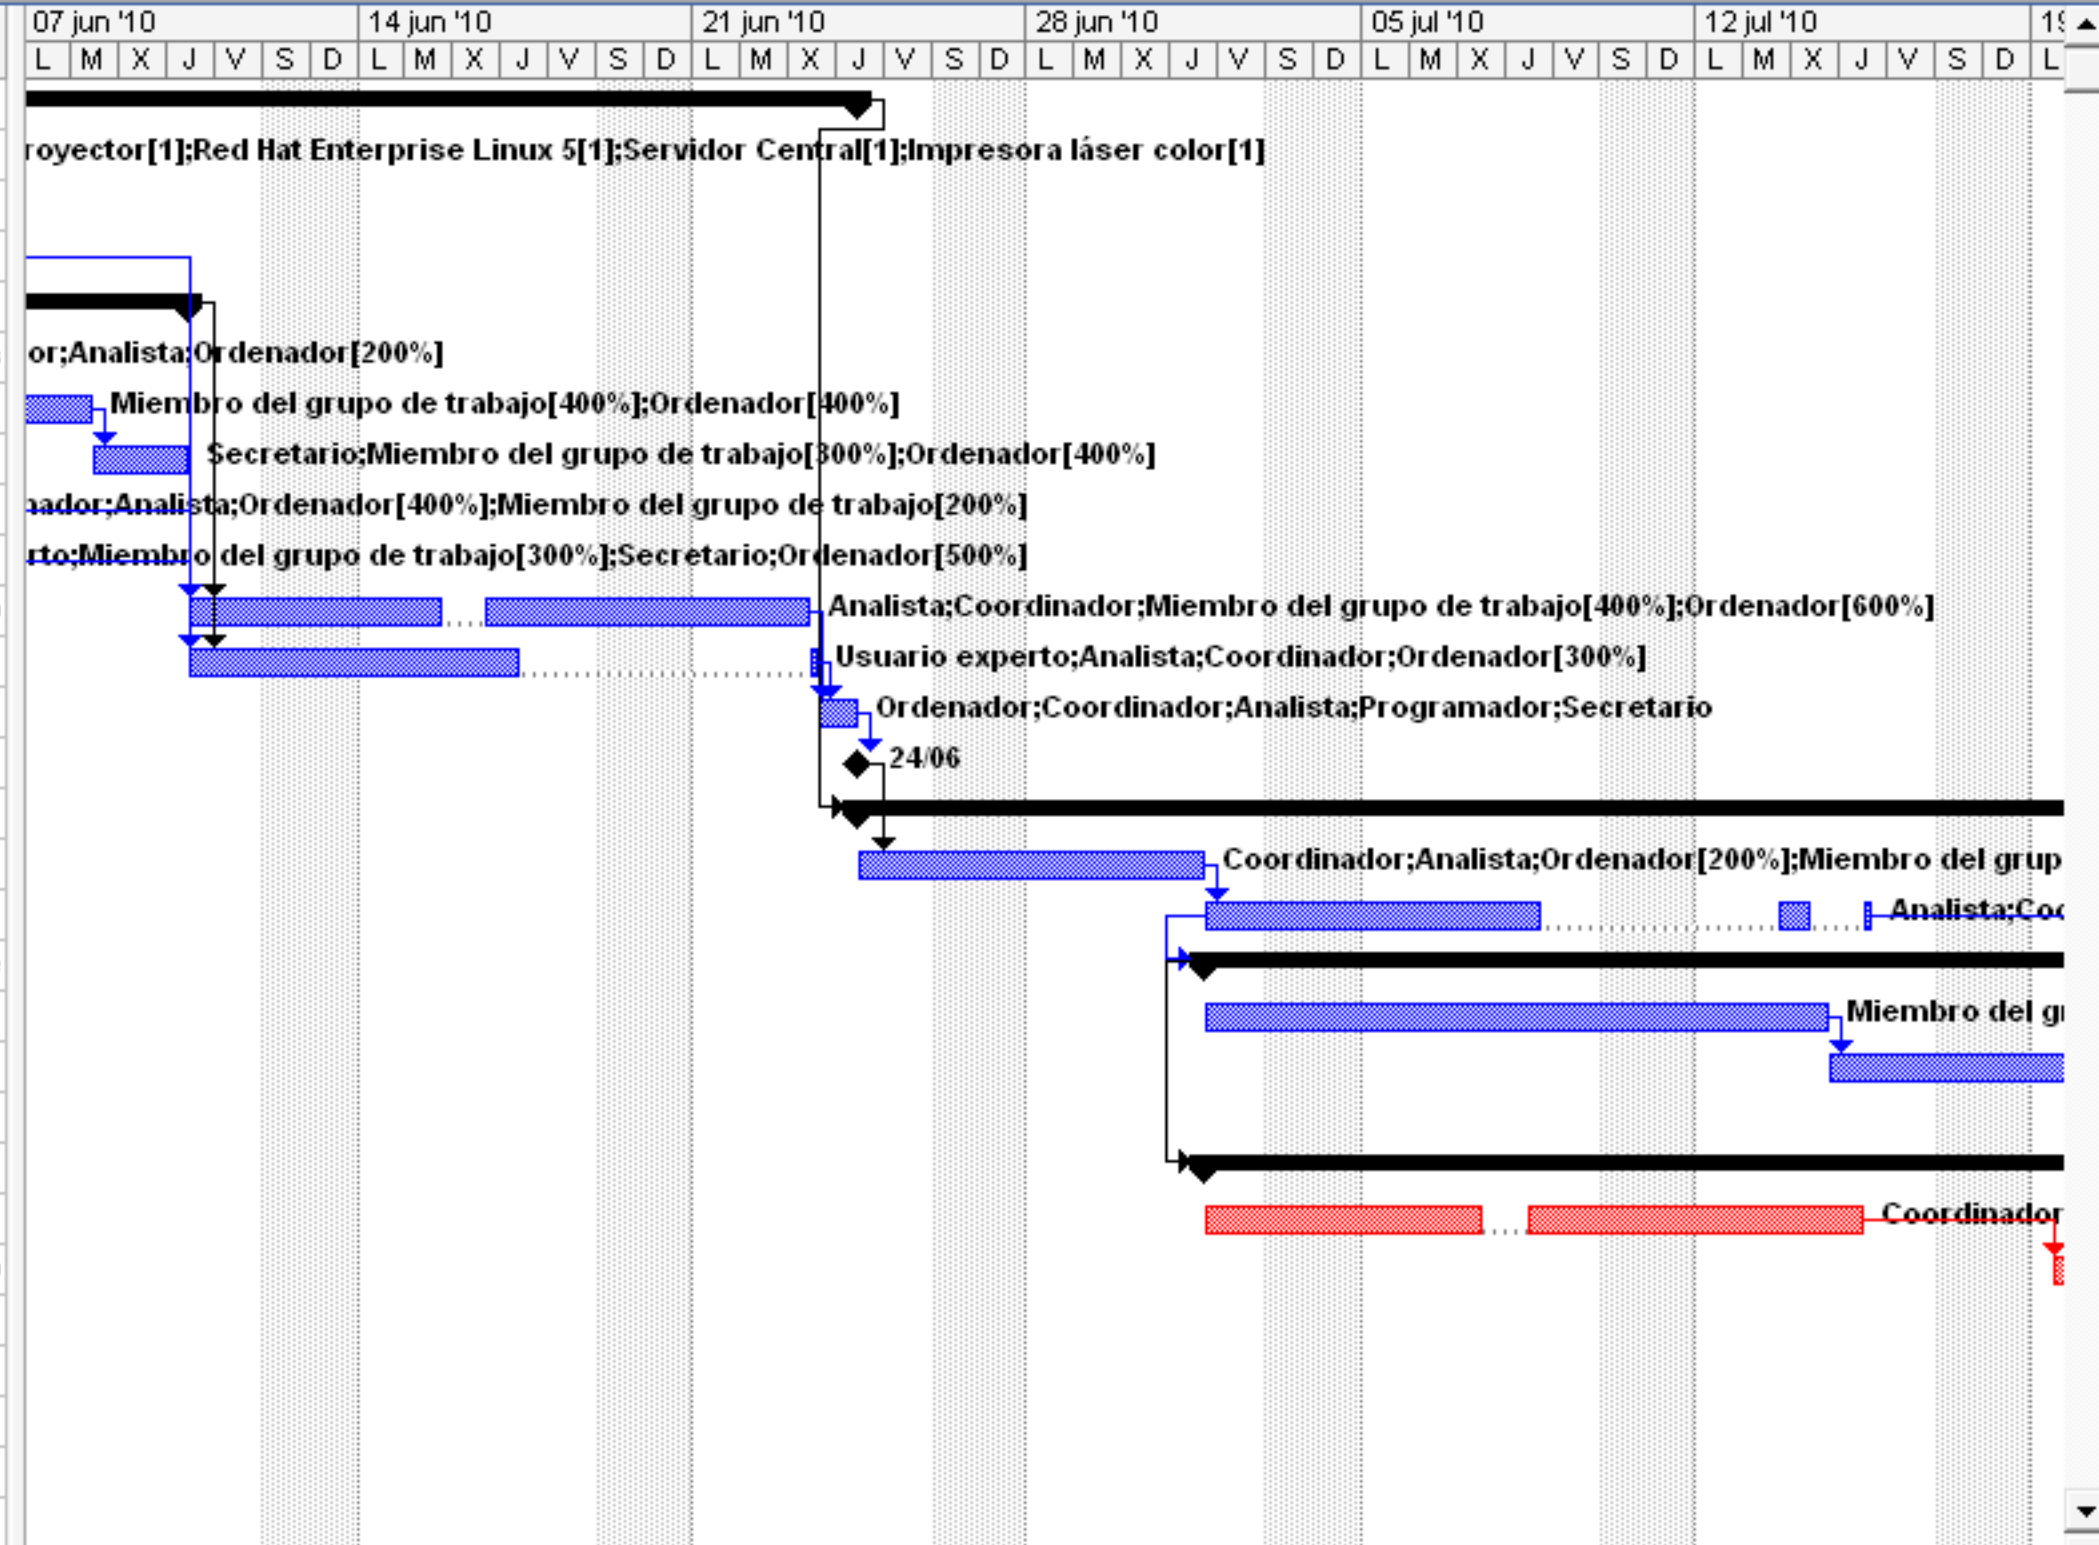 07 jun '10 14 jun '10 21 jun '10 28 jun '10 05 jul '10 12 jul '10 19
L M X J V S D L M X J V S D L M X J V S D L M X J V S D L M X J V S D L M X J V S D L
royector[1];Red Hat Enterprise Linux 5[1];Servidor Central[1];Impresora láser color[1]
or;Analista;Ordenador[200%]
Miembro del grupo de trabajo[400%];Ordenador[400%]
Secretario;Miembro del grupo de trabajo[300%];Ordenador[400%]
nador;Analista;Ordenador[400%];Miembro del grupo de trabajo[200%]
rto;Miembro del grupo de trabajo[300%];Secretario;Ordenador[500%]
Analista;Coordinador;Miembro del grupo de trabajo[400%];Ordenador[600%]
Usuario experto;Analista;Coordinador;Ordenador[300%]
Ordenador;Coordinador;Analista;Programador;Secretario
24/06
Coordinador;Analista;Ordenador[200%];Miembro del grup
Analista;Coo
Miembro del gr
Coordinador